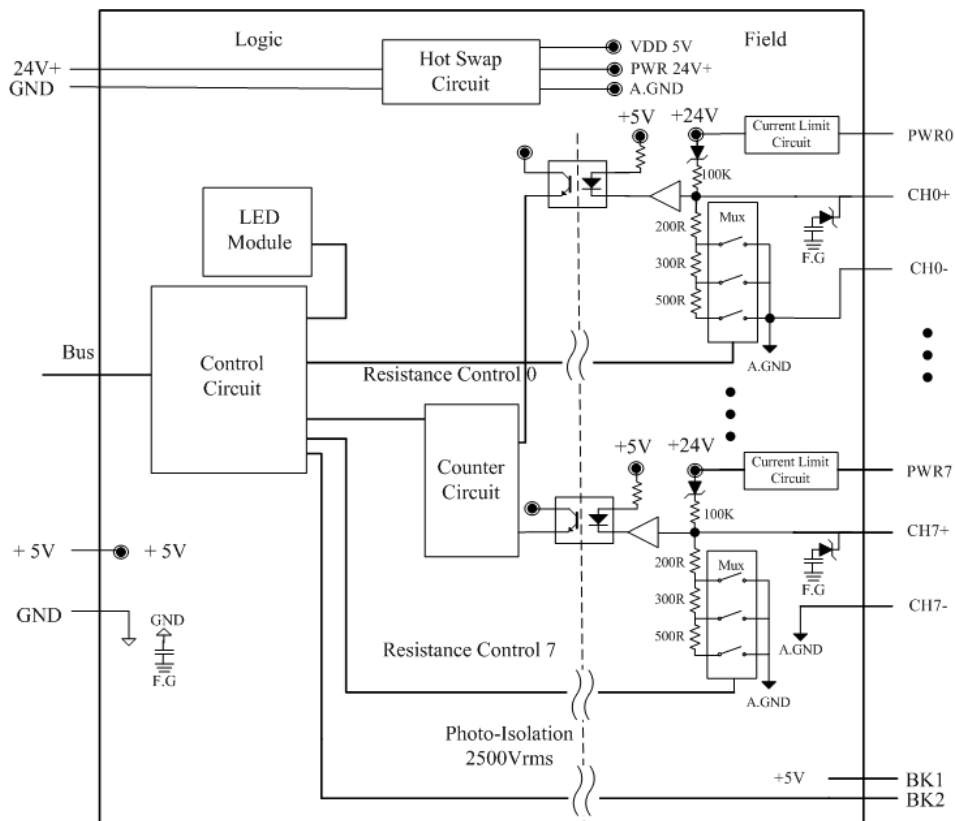 Logic
Field
24V+
GND
Hot Swap
Circuit
VDD 5V
PWR 24V+
A.GND
+5V
+24V
Current Limit
Circuit
PWR0
100K
CH0+
LED
Module
200R
Mux
F.G
300R
CH0-
500R
Bus
Control
Circuit
Resistance Control 0
A.GND
+5V
+24V
Current Limit
Circuit
PWR7
Counter
Circuit
100K
CH7+
+ 5V
+ 5V
200R
Mux
F.G
300R
GND
GND
CH7-
500R
A.GND
F.G
Resistance Control 7
A.GND
Photo-Isolation
2500Vrms
+5V
BK1
BK2